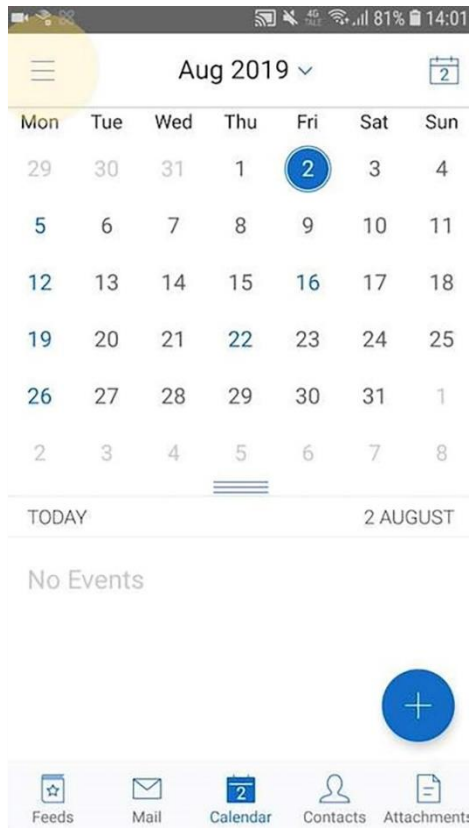 4G 81% 14:01
Aug 2019 2
Mon Tue Wed Thu Fri Sat Sun
29 30 31 1 2 3 4
5 6 7 8 9 10 11
12 13 14 15 16 17 18
19 20 21 22 23 24 25
26 27 28 29 30 31 1
2 3 4 5 6 7 8
TODAY 2 AUGUST
No Events
2
Feeds Mail Calendar Contacts Attachments